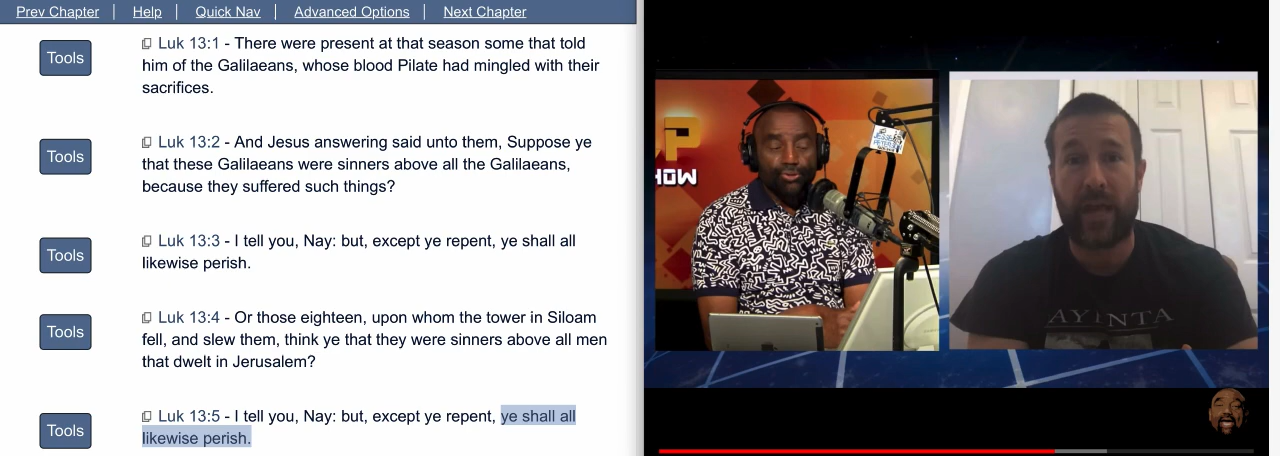 Prev Chapter | Help | Quick Nav | Advanced Options | Next Chapter
Tools
Luk 13:1 - There were present at that season some that told
him of the Galilaeans, whose blood Pilate had mingled with their
sacrifices.
Tools
Luk 13:2 - And Jesus answering said unto them, Suppose ye
that these Galilaeans were sinners above all the Galilaeans,
because they suffered such things?
Tools
Luk 13:3 - I tell you, Nay: but, except ye repent, ye shall all
likewise perish.
Tools
Luk 13:4 - Or those eighteen, upon whom the tower in Siloam
fell, and slew them, think ye that they were sinners above all men
that dwelt in Jerusalem?
Tools
Luk 13:5 - I tell you, Nay: but, except ye repent, ye shall all
likewise perish.
P
HOW
JESSE
PETER